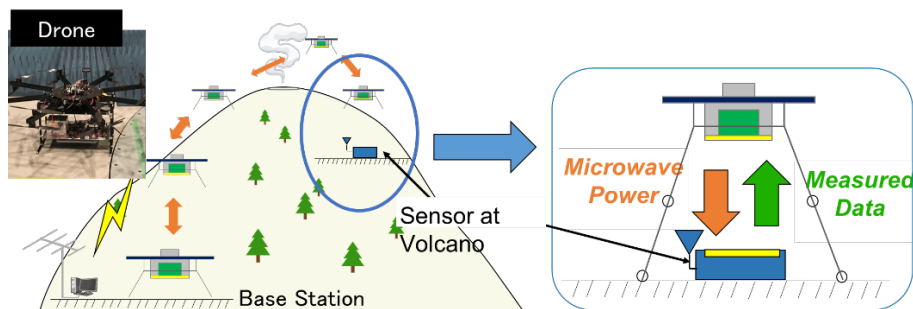 Drone
Sensor at
Volcano
Base Station
Microwave
Power
Measured
Data